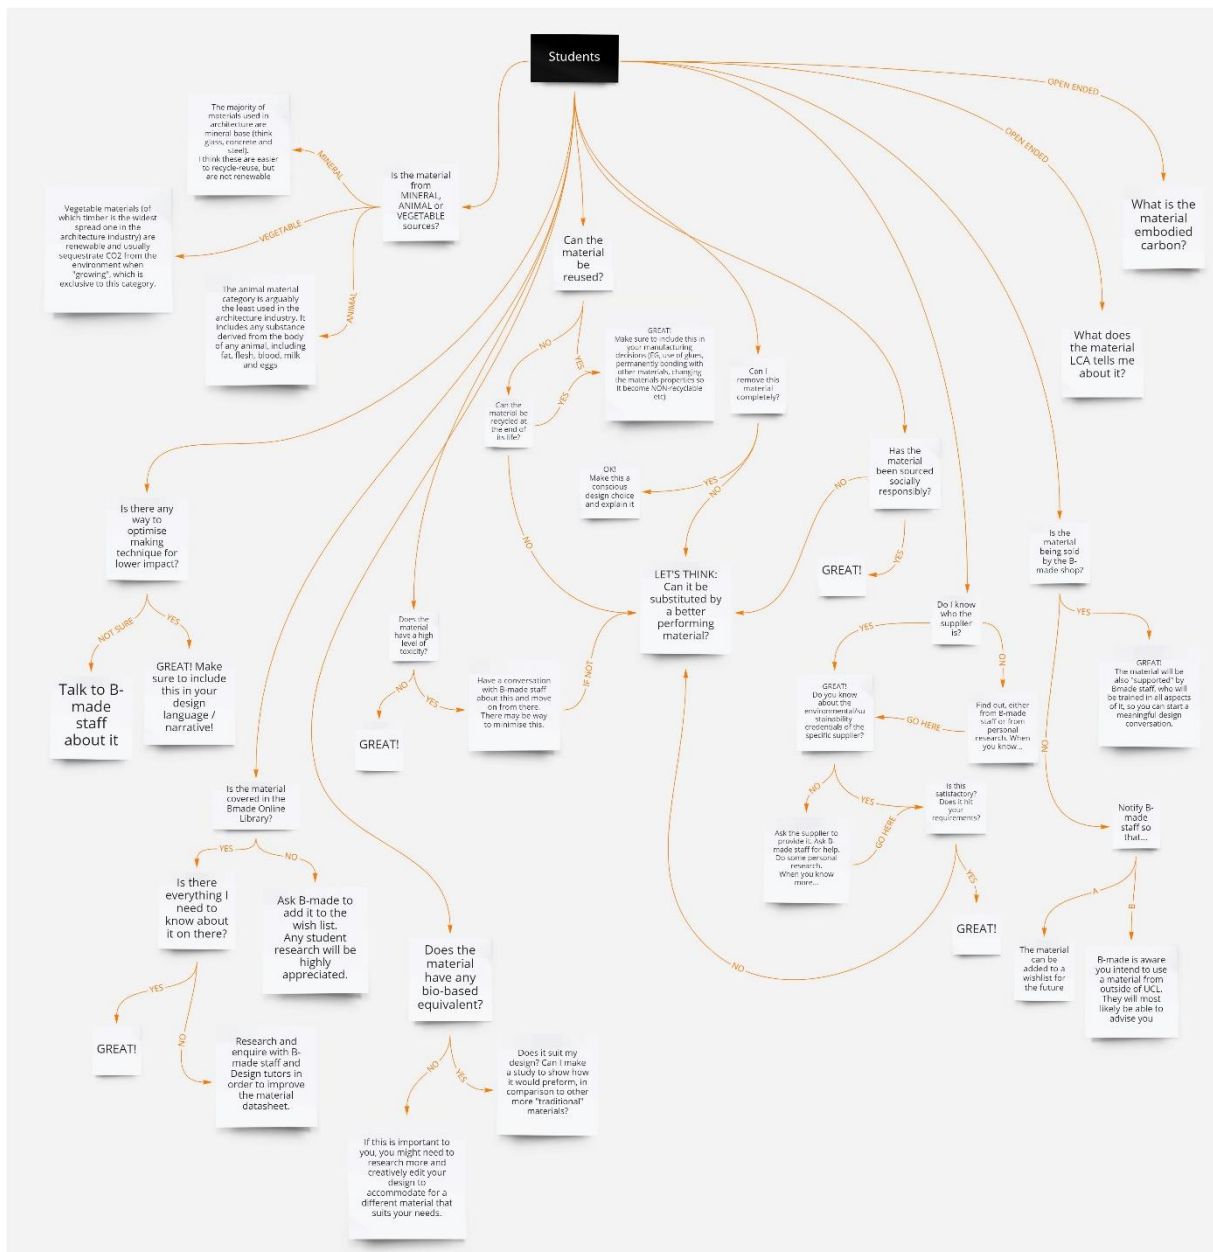 Students
OPEN ENDED
OPEN ENDED
The majority of
materials used in
architecture are
mineral base (think
glass, concrete and
steel).
I think these are easier
to recycle-reuse, but
are not renewable
MINERAL
Is the material
from
MINERAL,
ANIMAL or
VEGETABLE
sources?
Vegetable materials (of
which timber is the widest
spread one in the
architecture industry) are
renewable and usually
sequestrate CO2 from the
environment when
"growing", which is
exclusive to this category.
VEGETABLE
ANIMAL
The animal material
category is arguably
the least used in the
architecture industry. It
includes any substance
derived from the body
of any animal, including
fat, flesh, blood, milk
and eggs
What is the
material
embodied
carbon?
Can the
material
be
reused?
What does
the material
LCA tells me
about it?
NO
YES
GREAT!
Make sure to include this in
your manufacturing
decisions (EG, use of glues,
permanently bonding with
other materials, changing
the materials properties so
it become NON-recyclable
etc)
Can I
remove this
material
completely?
Can the
material be
recycled at
the end of
its life?
YES
NO
OK!
Make this a
conscious
design choice
and explain it
YES
NO
Has the
material
been sourced
socially
responsibly?
NO
YES
GREAT!
Is there any
way to
optimise
making
technique for
lower impact?
NOT SURE
YES
Talk to B-
made
staff
about it
GREAT! Make
sure to include
this in your
design
language /
narrative!
LET'S THINK:
Can it be
substituted by
a better
performing
material?
Does the
material
have a high
level of
toxicity?
NO
YES
GREAT!
Have a conversation
with B-made staff
about this and move
on from there.
There may be way
to minimise this.
IF NOT
Do I know
who the
supplier
is?
YES
NO
GREAT!
Do you know
about the
environmental/su
stainability
credentials of the
specific supplier?
GO HERE
Find out, either
from B-made
staff or from
personal
research. When
you know...
NO
YES
Ask the supplier to
provide it. Ask B-
made staff for help.
Do some personal
research.
When you know
more...
GO HERE
Is this
satisfactory?
Does it hit
your
requirements?
YES
NO
GREAT!
Is the
material
being sold
by the B-
made shop?
YES
NO
GREAT!
The material will be
also "supported" by
Bmade staff, who will
be trained in all aspects
of it, so you can start a
meaningful design
conversation.
Notify B-
made
staff so
that...
A
B
The material
can be
added to a
wishlist for
the future
B-made is aware
you intend to use
a material from
outside of UCL.
They will most
likely be able to
advise you
Is the material
covered in the
Bmade Online
Library?
YES
NO
Is there
everything I
need to
know about
it on there?
Ask B-made to
add it to the
wish list.
Any student
research will be
highly
appreciated.
YES
NO
GREAT!
Research and
enquire with B-
made staff and
Design tutors in
order to improve
the material
datasheet.
Does the
material
have any
bio-based
equivalent?
NO
YES
Does it suit my
design? Can I make
a study to show how
it would preform, in
comparison to other
more "traditional"
materials?
If this is important to
you, you might need to
research more and
creatively edit your
design to
accommodate for a
different material that
suits your needs.